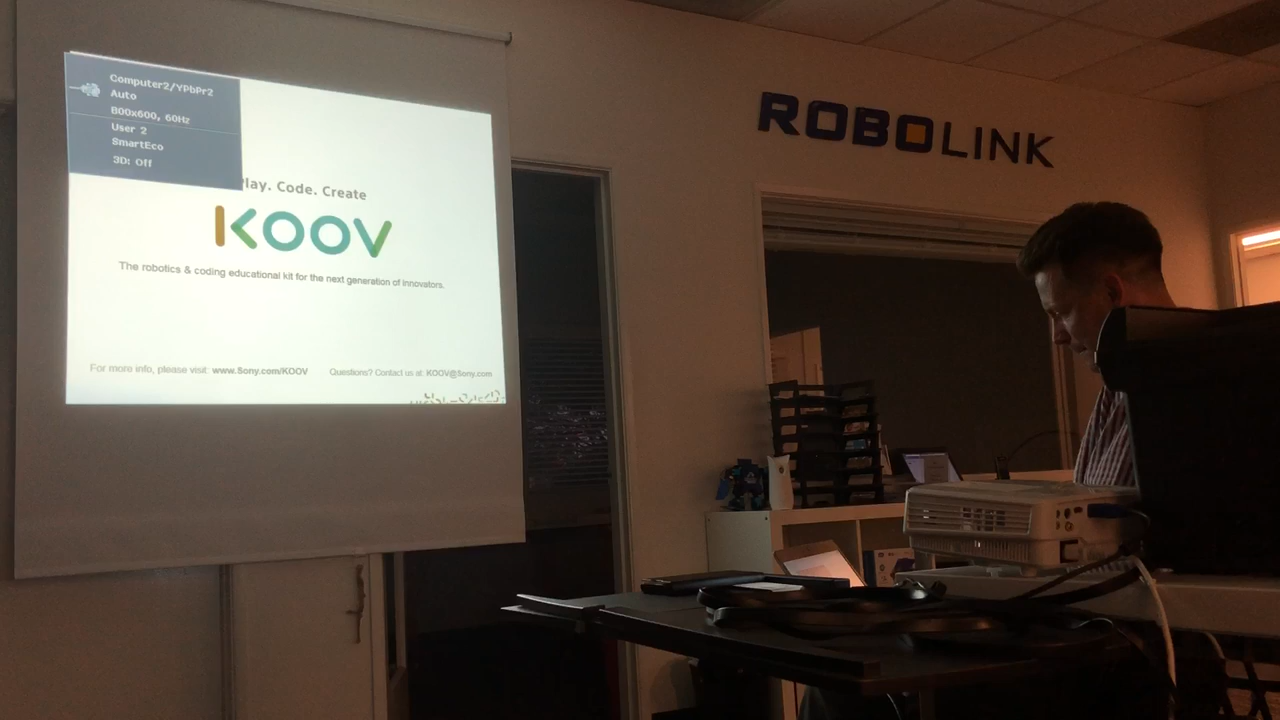 Computer2/YPbPr2
Auto
800x600, 60Hz
User 2
SmartEco
3D: Off
lay. Code. Create
KOOV
The robotics & coding educational kit for the next generation of innovators.
For more info, please visit: www.Sony.com/KOOV Questions? Contact us at: KOOV@Sony.com
ROBOLINK